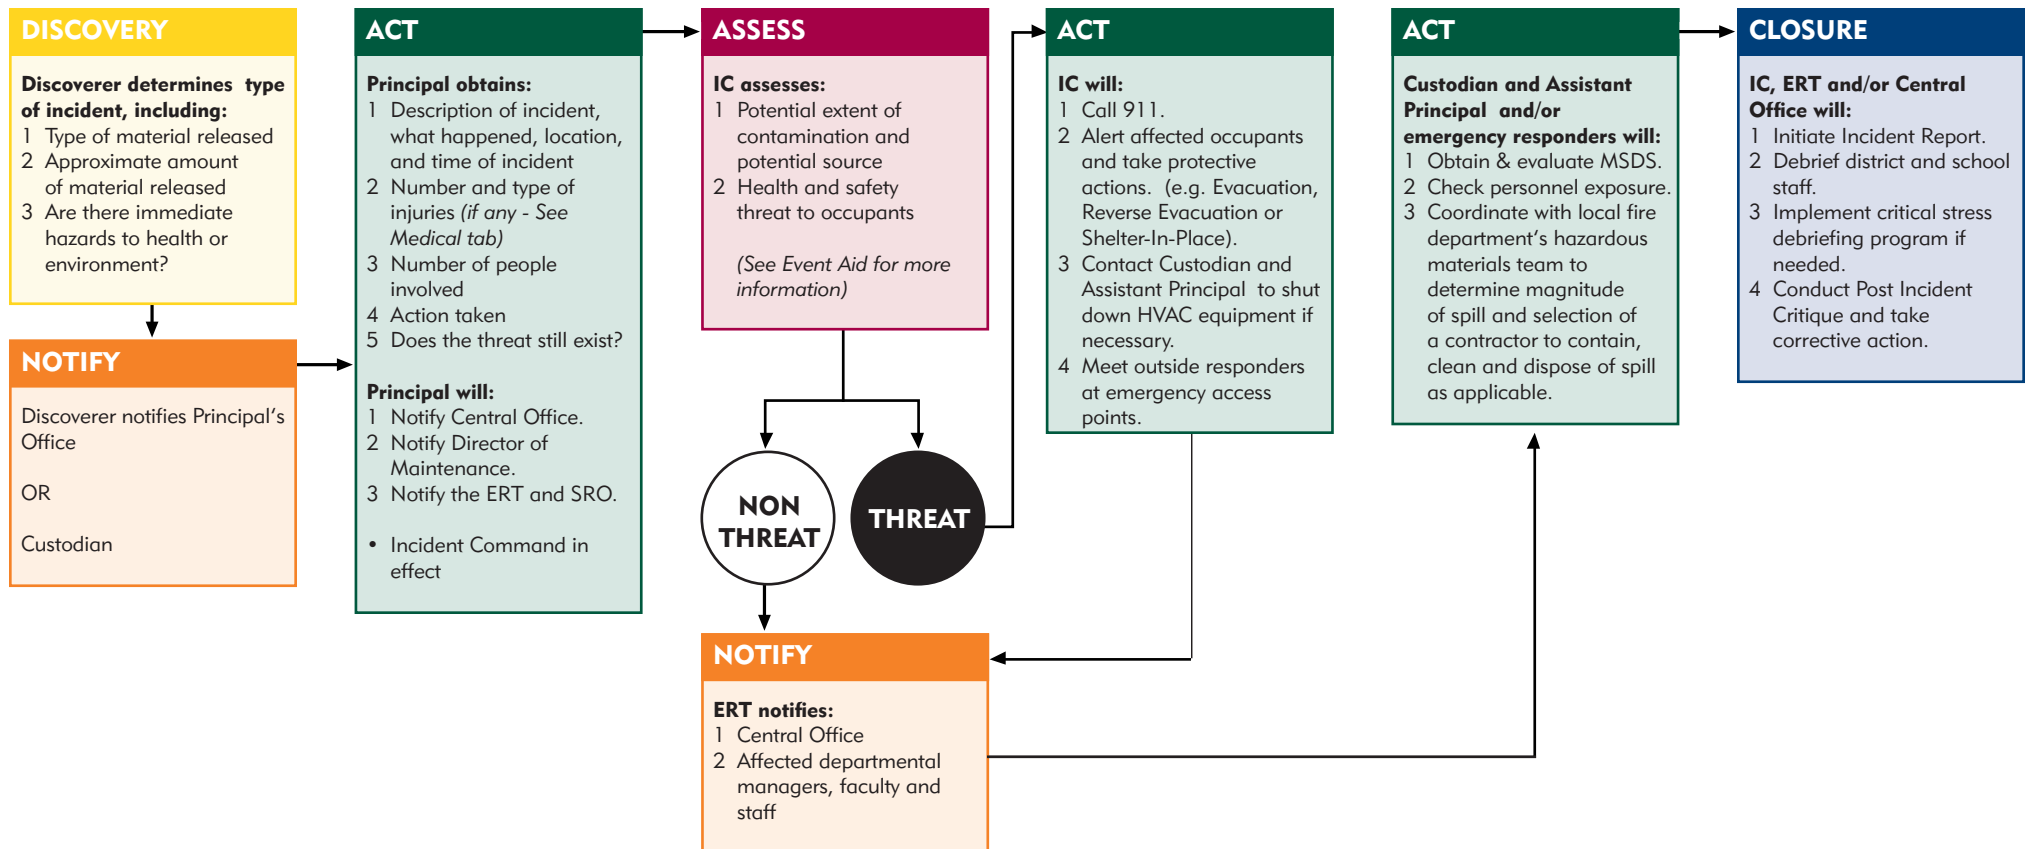 DISCOVERY
Discoverer determines type
of incident, including:
1 Type of material released
2 Approximate amount
of material released
3 Are there immediate
hazards to health or
environment?
NOTIFY
Discoverer notifies Principal's
Office
OR
Custodian
ACT
Principal obtains:
1 Description of incident,
what happened, location,
and time of incident
2 Number and type of
injuries (if any - See
Medical tab)
3 Number of people
involved
4 Action taken
5 Does the threat still exist?
Principal will:
1 Notify Central Office.
2 Notify Director of
Maintenance.
3 Notify the ERT and SRO.
• Incident Command in
effect
ASSESS
IC assesses:
1 Potential extent of
contamination and
potential source
2 Health and safety
threat to occupants
(See Event Aid for more
information)
NON
THREAT
THREAT
NOTIFY
ERT notifies:
1 Central Office
2 Affected departmental
managers, faculty and
staff
ACT
IC will:
1 Call 911.
2 Alert affected occupants
and take protective
actions. (e.g. Evacuation,
Reverse Evacuation or
Shelter-In-Place).
3 Contact Custodian and
Assistant Principal to shut
down HVAC equipment if
necessary.
4 Meet outside responders
at emergency access
points.
ACT
Custodian and Assistant
Principal and/or
emergency responders will:
1 Obtain & evaluate MSDS.
2 Check personnel exposure.
3 Coordinate with local fire
department's hazardous
materials team to
determine magnitude
of spill and selection of
a contractor to contain,
clean and dispose of spill
as applicable.
CLOSURE
IC, ERT and/or Central
Office will:
1 Initiate Incident Report.
2 Debrief district and school
staff.
3 Implement critical stress
debriefing program if
needed.
4 Conduct Post Incident
Critique and take
corrective action.